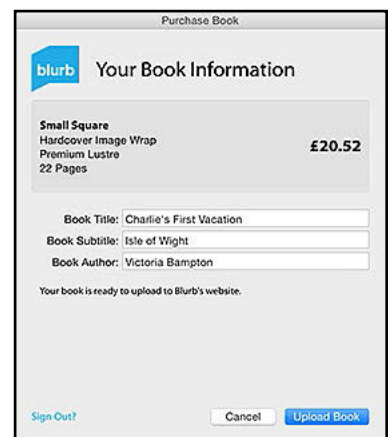 Purchase Book
blurb
Your Book Information
Small Square
Hardcover Image Wrap
Premium Lustre
22 Pages
£20.52
Book Title: Charlie's First Vacation
Book Subtitle: Isle of Wight
Book Author: Victoria Bampton
Your book is ready to upload to Blurb's website.
Sign Out?
Cancel
Upload Book